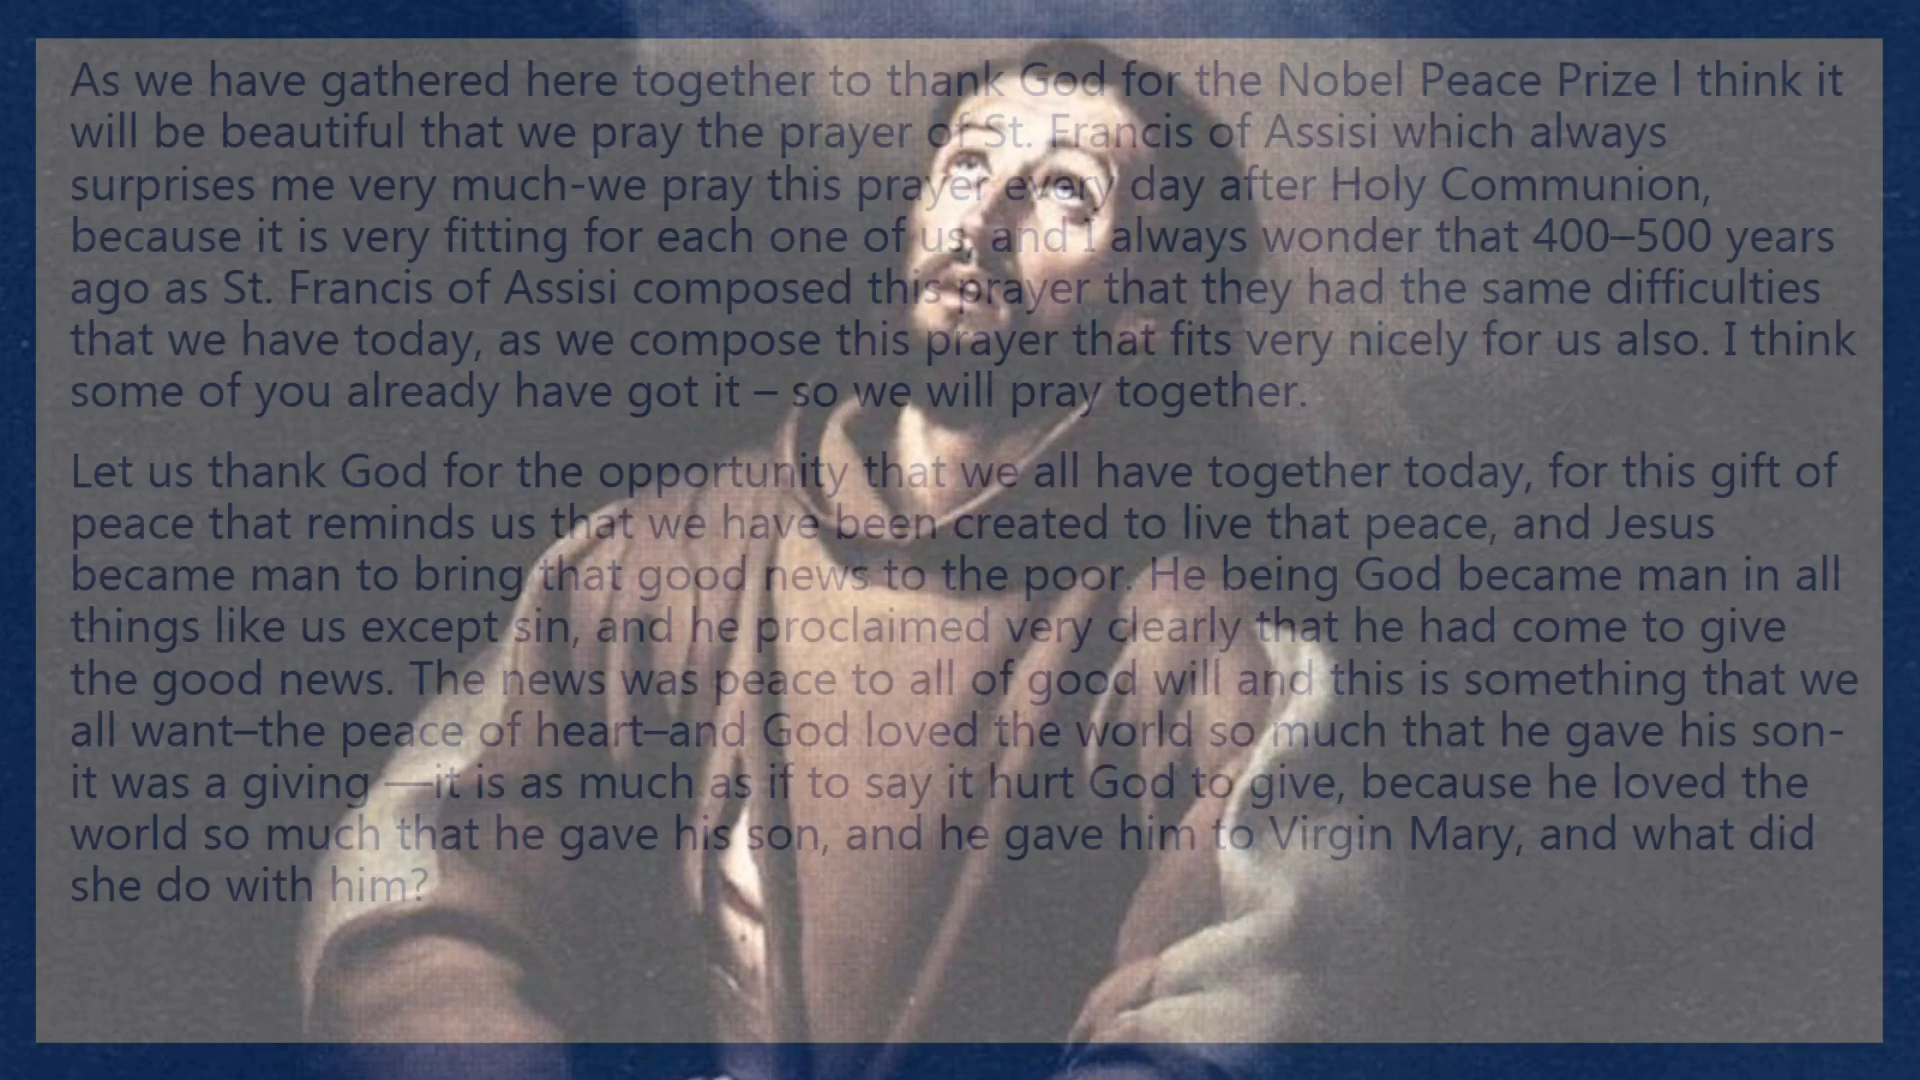 As we have gathered here together to thank God for the Nobel Peace Prize I think it
will be beautiful that we pray the prayer of St. Francis of Assisi which always
surprises me very much-we pray this prayer every day after Holy Communion,
because it is very fitting for each one of us, and I always wonder that 400–500 years
ago as St. Francis of Assisi composed this prayer that they had the same difficulties
that we have today, as we compose this prayer that fits very nicely for us also. I think
some of you already have got it – so we will pray together.
Let us thank God for the opportunity that we all have together today, for this gift of
peace that reminds us that we have been created to live that peace, and Jesus
became man to bring that good news to the poor. He being God became man in all
things like us except sin, and he proclaimed very clearly that he had come to give
the good news. The news was peace to all of good will and this is something that we
all want–the peace of heart–and God loved the world so much that he gave his son-
it was a giving —it is as much as if to say it hurt God to give, because he loved the
world so much that he gave his son, and he gave him to Virgin Mary, and what did
she do with him?